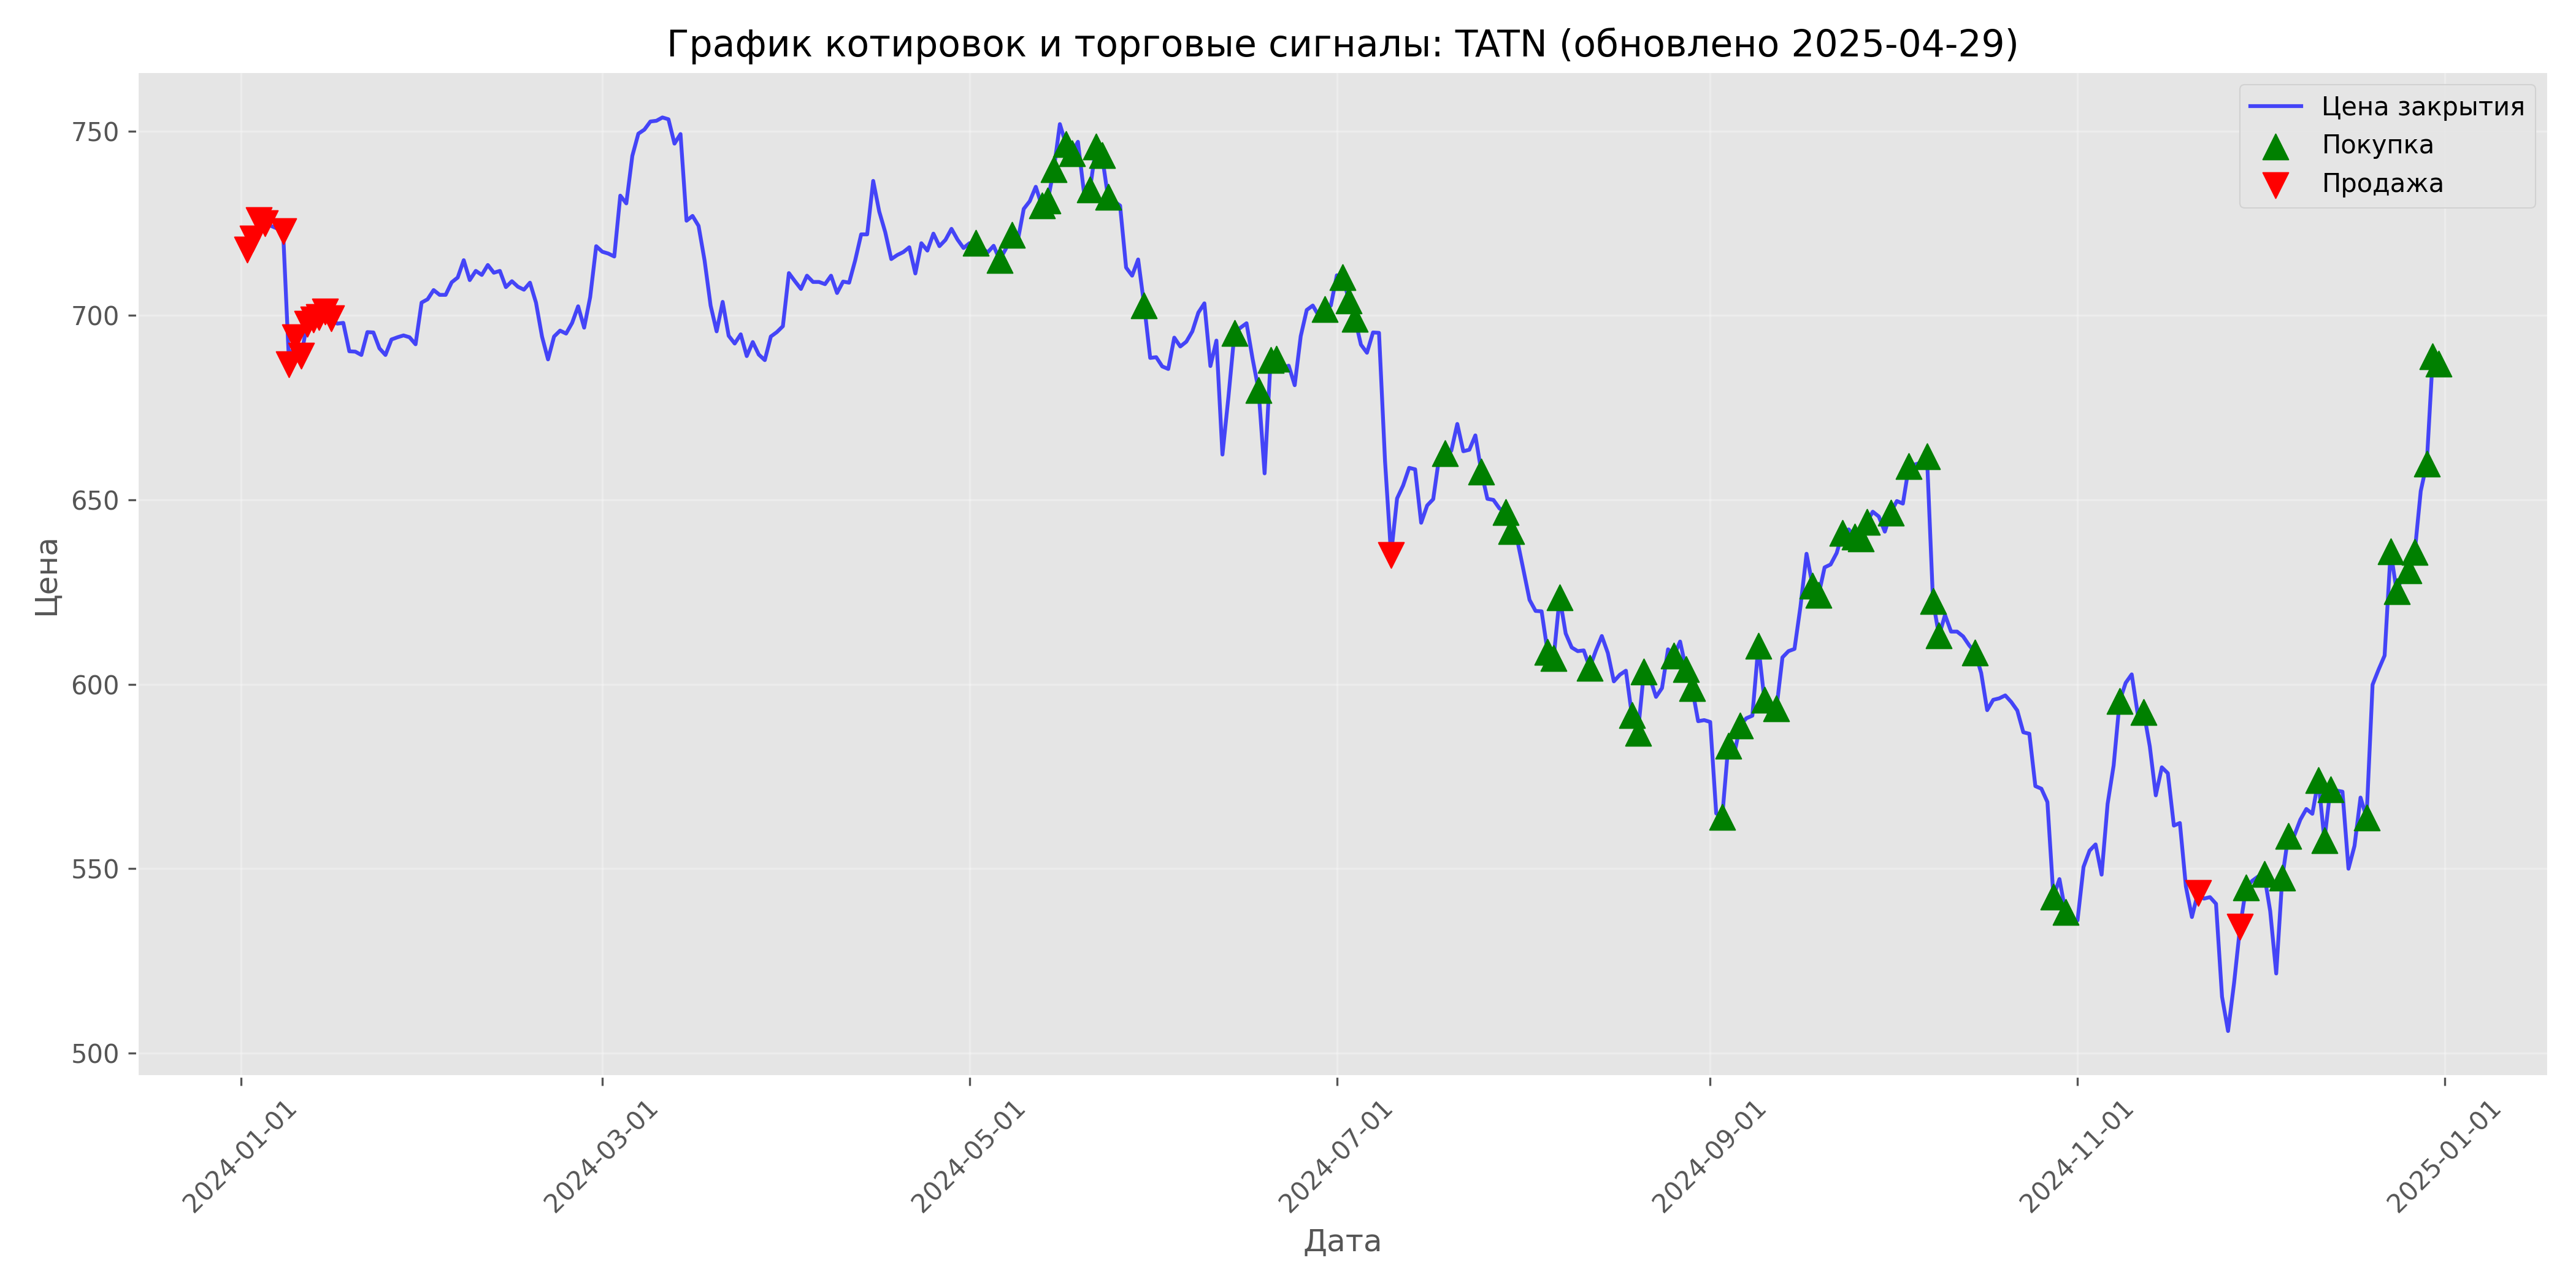 График котировок и торговые сигналы: TATN (обновлено 2025-04-29)
Цена закрытия
Покупка
Продажа
Цена
750
700
650
600
550
500
2024-01-01
2024-03-01
2024-05-01
2024-07-01
2024-09-01
2024-11-01
2025-01-01
Дата